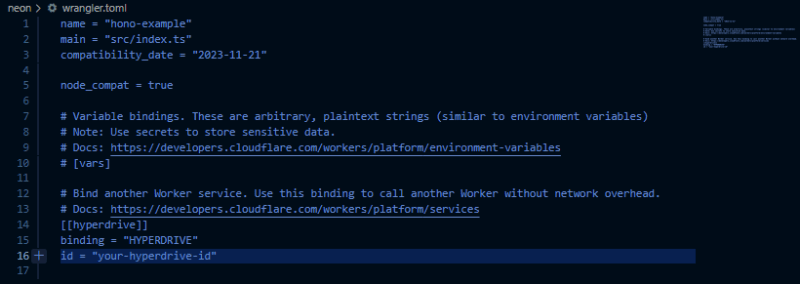 neon > wrangler.toml
1 name = "hono-example"
2 main = "src/index.ts"
3 compatibility_date = "2023-11-21"
4
5 node_compat = true
6
7 # Variable bindings. These are arbitrary, plaintext strings (similar to environment variables)
8 # Note: Use secrets to store sensitive data.
9 # Docs: https://developers.cloudflare.com/workers/platform/environment-variables
10 # [vars]
11
12 # Bind another Worker service. Use this binding to call another Worker without network overhead.
13 # Docs: https://developers.cloudflare.com/workers/platform/services
14 [[hyperdrive]]
15 binding = "HYPERDRIVE"
16 id = "your-hyperdrive-id"
17